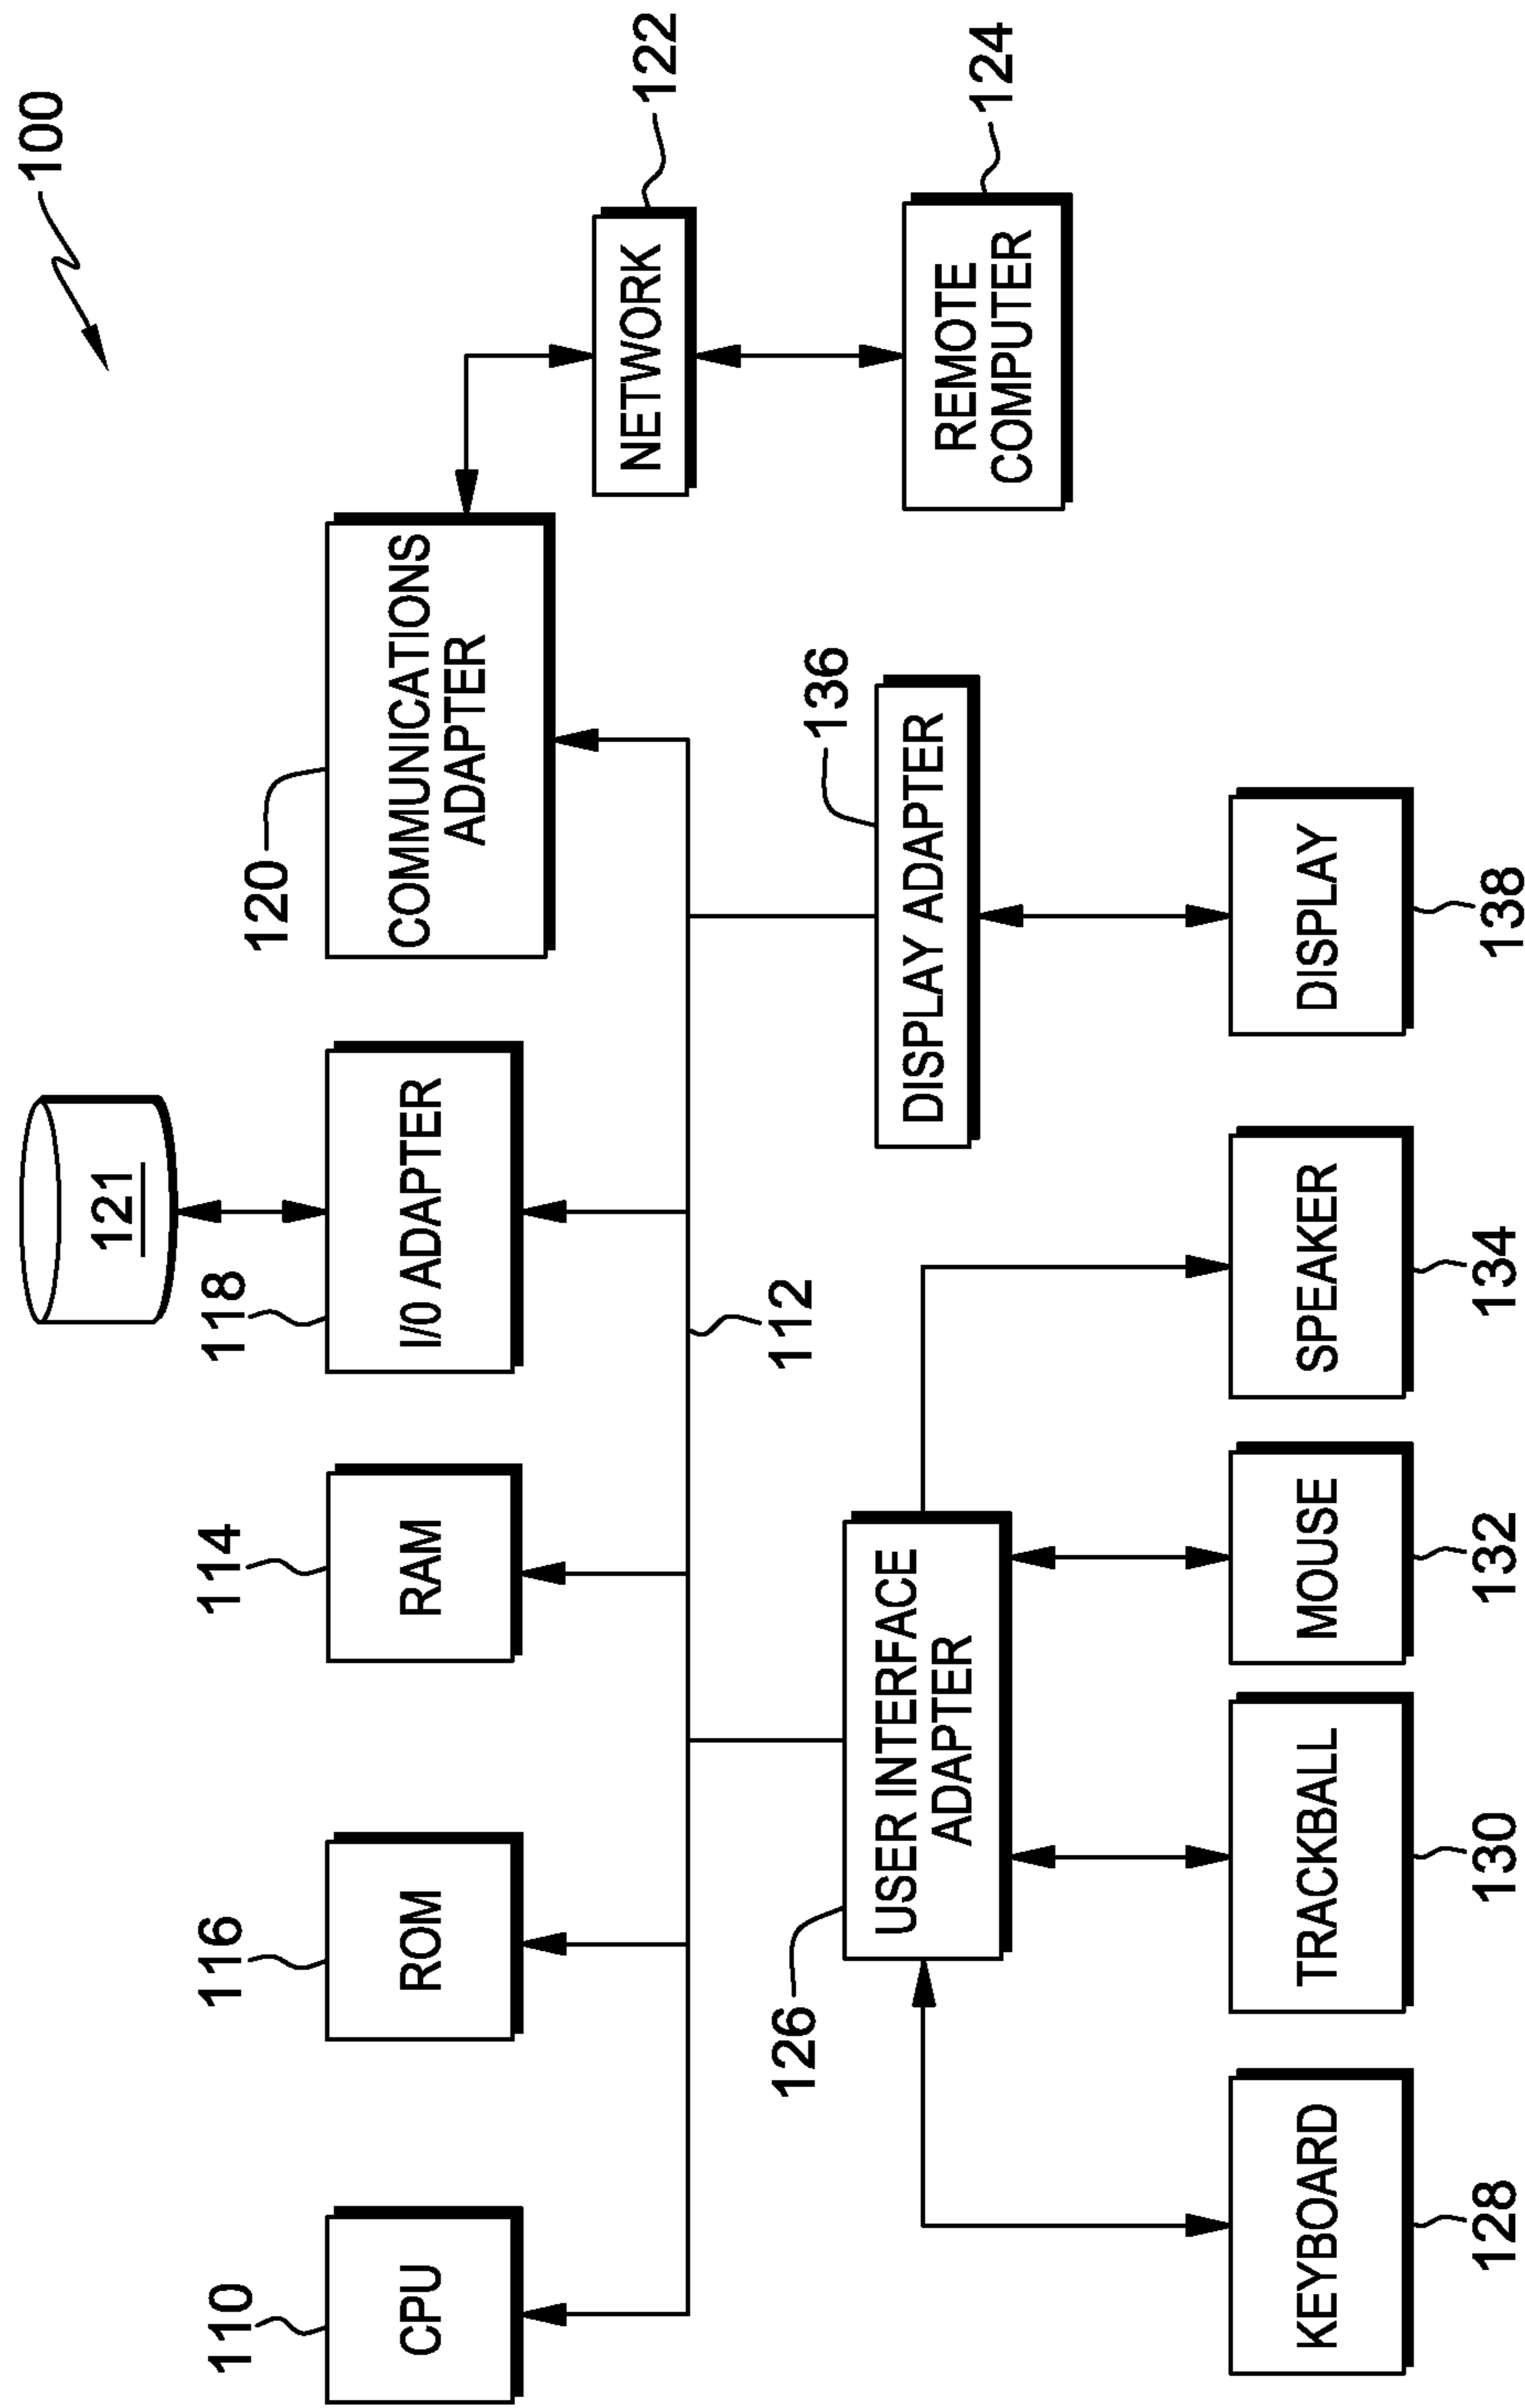 100
121
110
116
114
118
120
CPU
ROM
RAM
I/0 ADAPTER
COMMUNICATIONS
ADAPTER
122
NETWORK
112
126
136
USER INTERFACE
ADAPTER
DISPLAY ADAPTER
124
REMOTE
COMPUTER
KEYBOARD
TRACKBALL
MOUSE
SPEAKER
DISPLAY
128
130
132
134
138